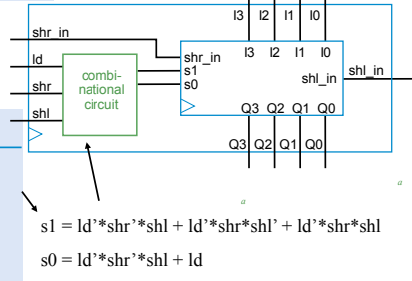 I3 I2 I1 I0
shr_in
ld
shr
shl
combi-
national
circuit
shr_in
s1
s0
I3 I2 I1 I0
shl_in
shl_in
Q3 Q2 Q1 Q0
Q3 Q2 Q1 Q0
a
a
s1 = ld’*shr’*shl + ld’*shr*shl’ + ld’*shr*shl
s0 = ld’*shr’*shl + ld